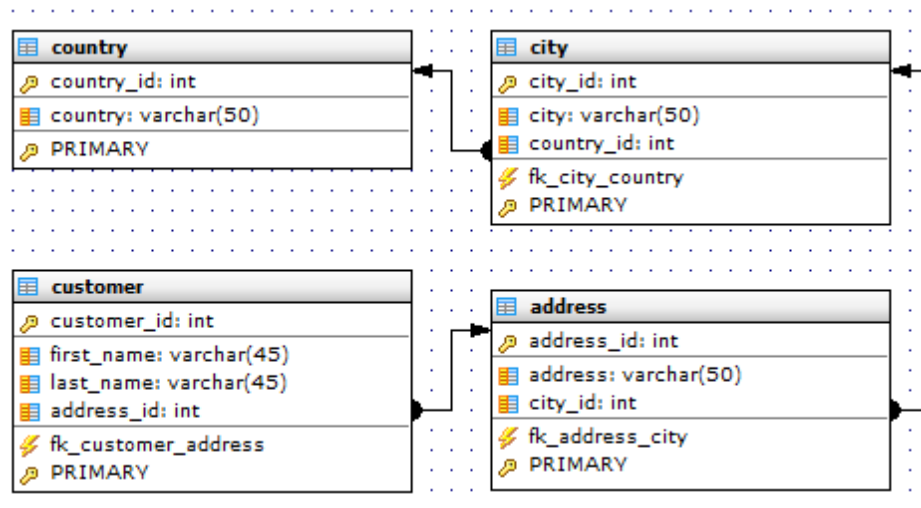 country
country_id: int
country: varchar(50)
PRIMARY
city
city_id: int
city: varchar(50)
country_id: int
fk_city_country
PRIMARY
customer
customer_id: int
first_name: varchar(45)
last_name: varchar(45)
address_id: int
fk_customer_address
PRIMARY
address
address_id: int
address: varchar(50)
city_id: int
fk_address_city
PRIMARY